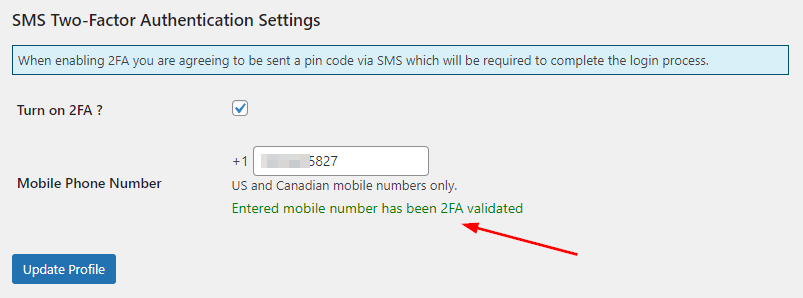 SMS Two-Factor Authentication Settings
When enabling 2FA you are agreeing to be sent a pin code via SMS which will be required to complete the login process.
Turn on 2FA ?
+1 5827
Mobile Phone Number
US and Canadian mobile numbers only.
Entered mobile number has been 2FA validated
Update Profile